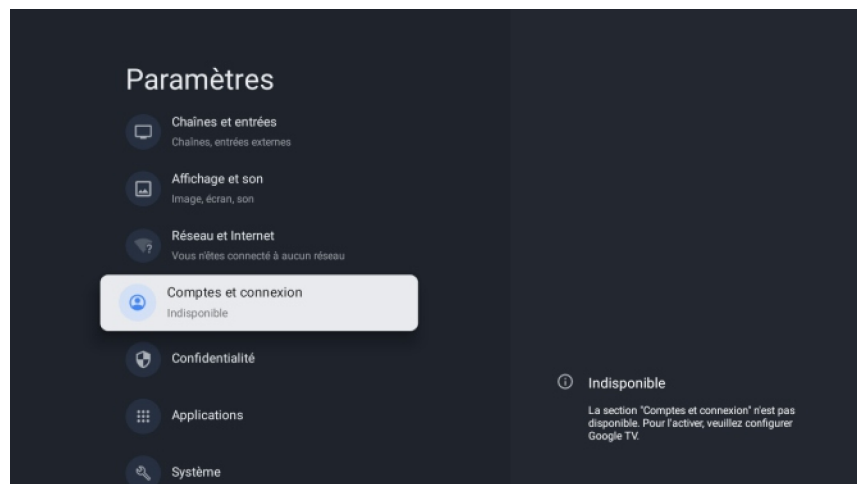 Paramètres
Chaînes et entrées
Chaînes, entrées externes
Affichage et son
Image, écran, son
Réseau et Internet
?
Vous n'êtes connecté à aucun réseau
Comptes et connexion
Indisponible
Confidentialité
Applications
Système
Indisponible
La section "Comptes et connexion" n'est pas
disponible. Pour l'activer, veuillez configurer
Google TV.